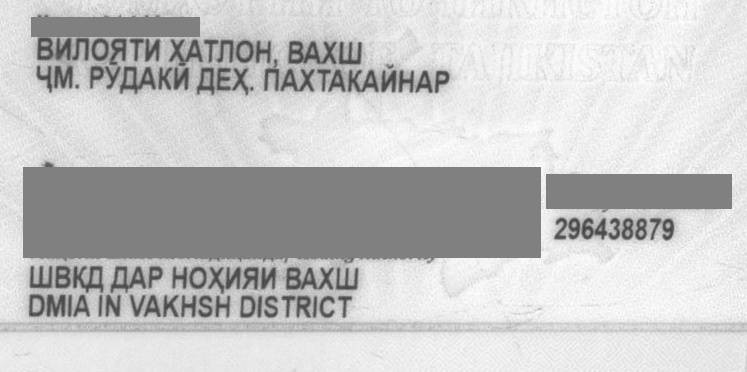 ВИЛОЯТИ ХАТЛОН, ВАХШ
ҶМ. РӮДАКӢ ДЕҲ. ПАХТАКАЙНАР
296438879
ШВКД ДАР НОҲИЯИ ВАХШ
DMIA IN VAKHSH DISTRICT